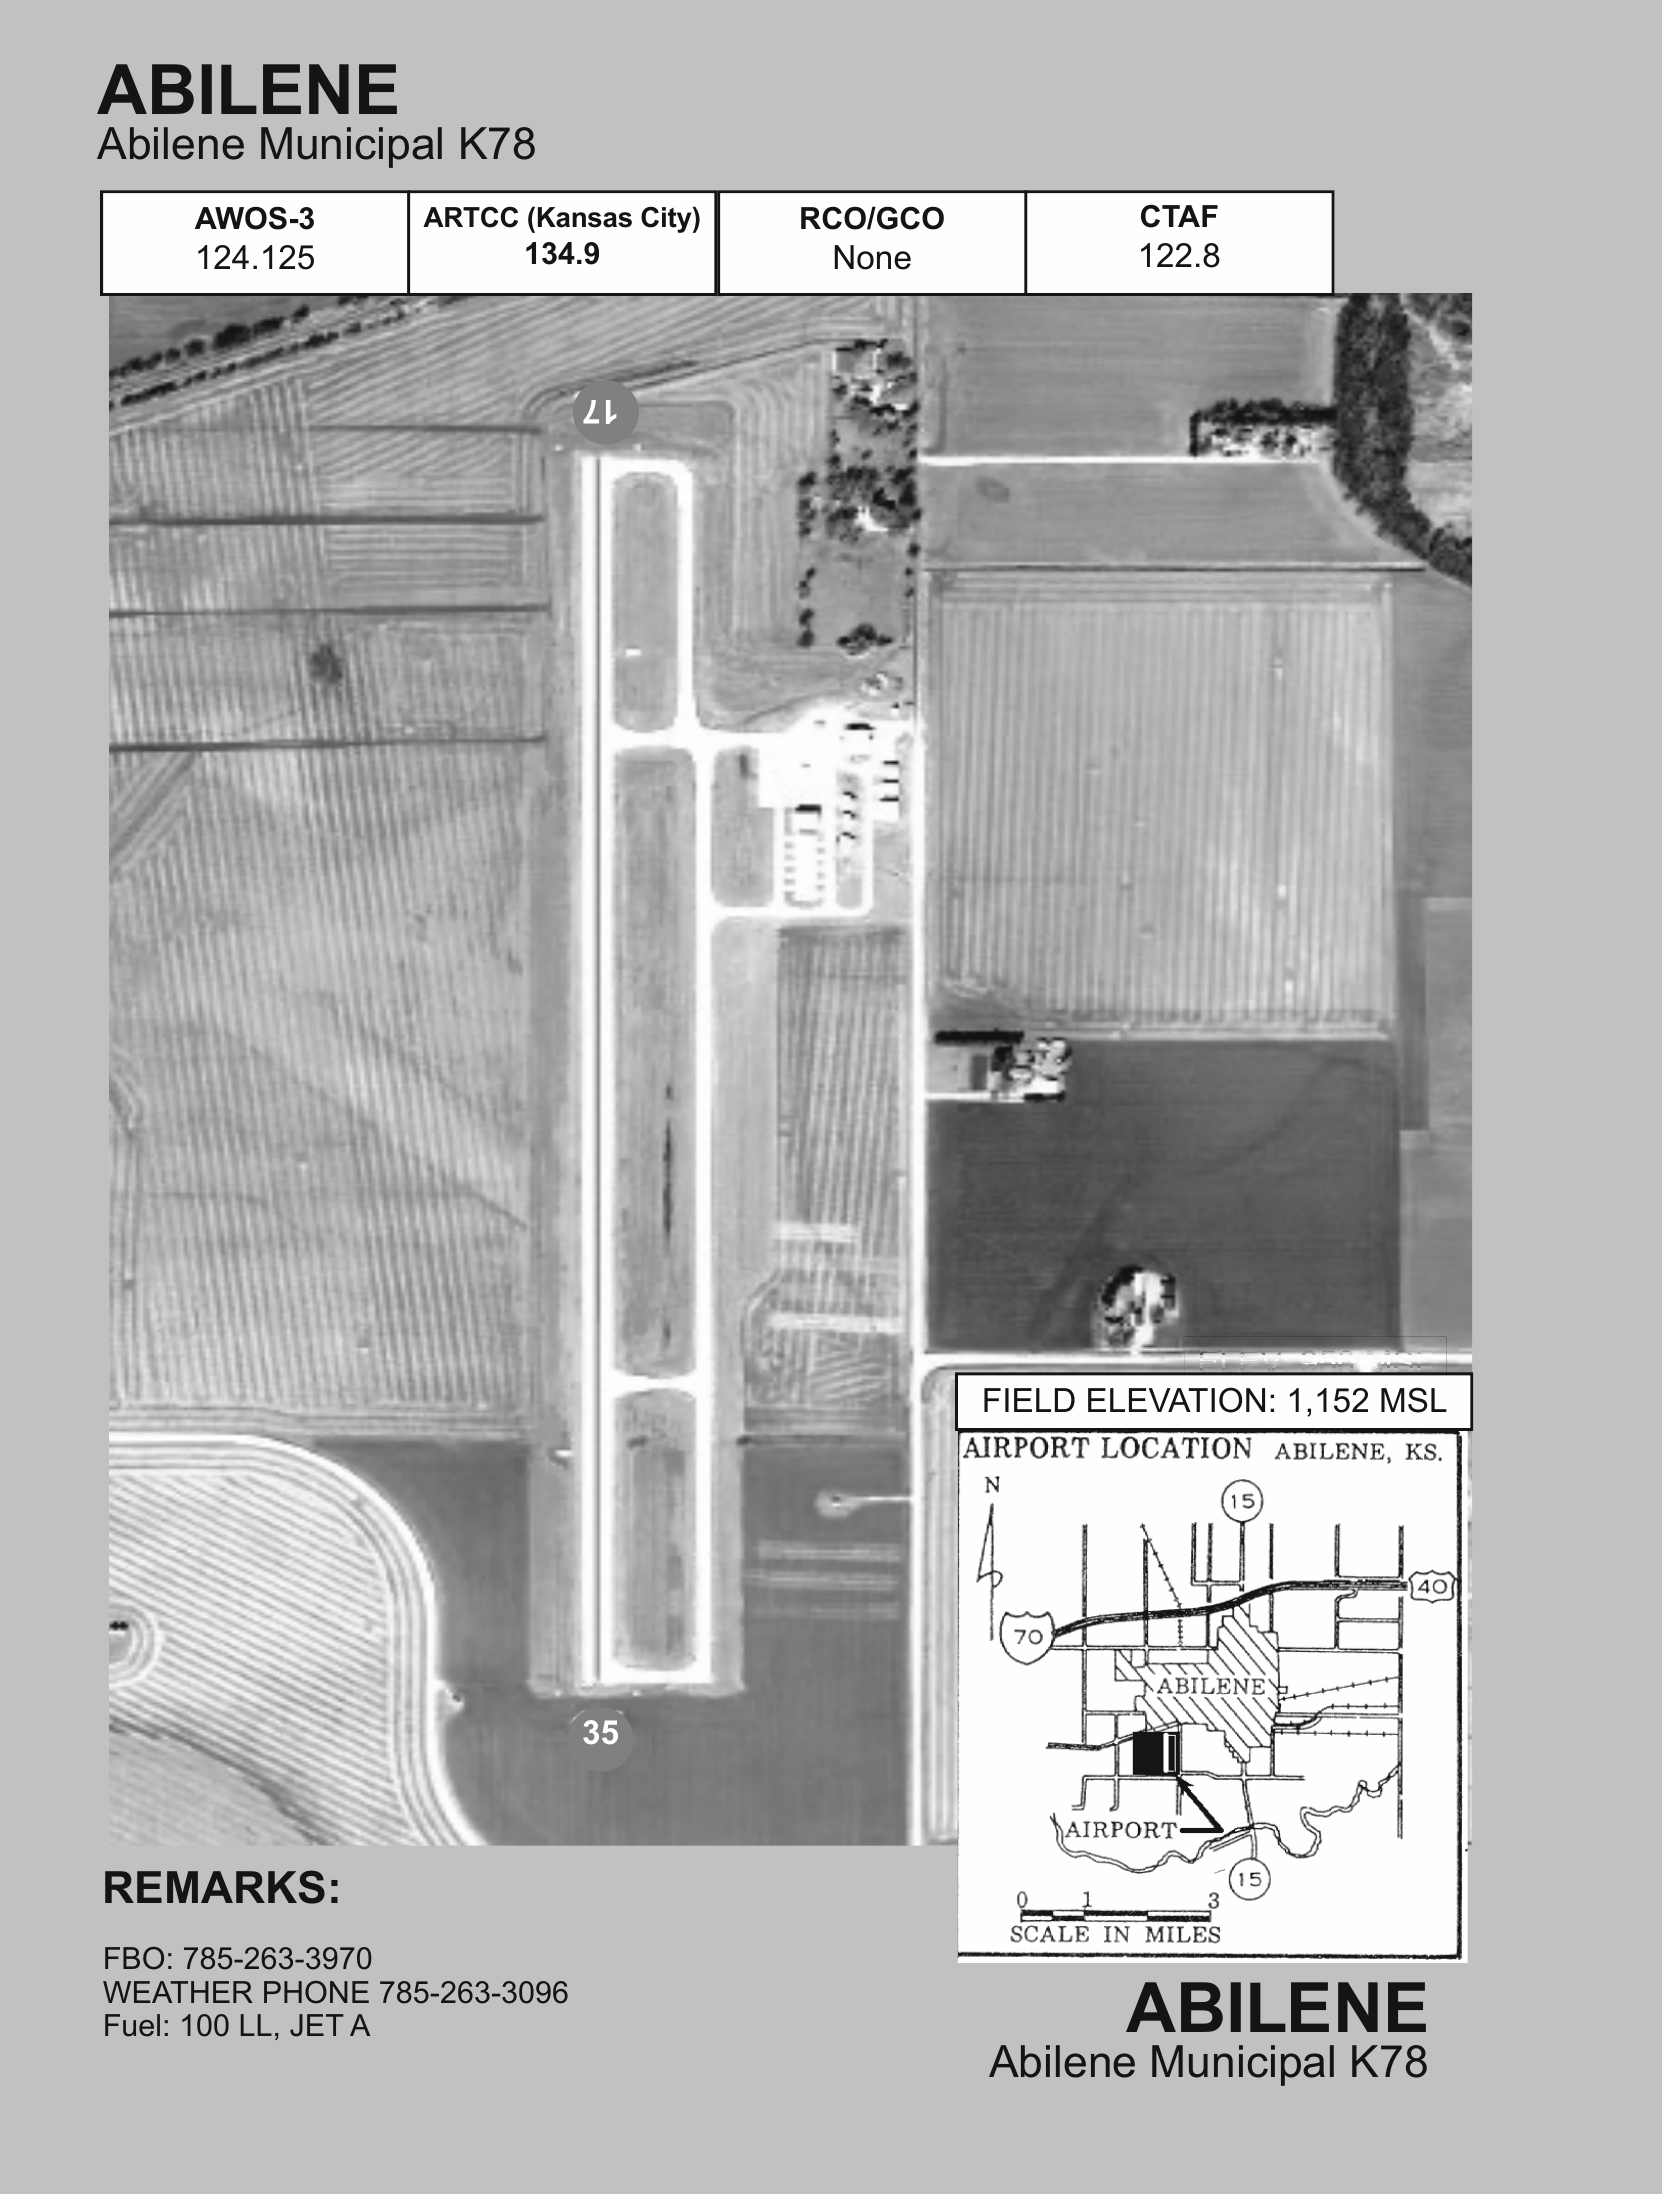 ABILENE
Abilene Municipal K78
AWOS-3
124.125
ARTCC (Kansas City)
134.9
RCO/GCO
None
CTAF
122.8
17
35
FIELD ELEVATION: 1,152 MSL
AIRPORT LOCATION ABILENE, KS.
N
15
40
70
ABILENE
AIRPORT
15
0 1 3
SCALE IN MILES
REMARKS:
FBO: 785-263-3970
WEATHER PHONE 785-263-3096
Fuel: 100 LL, JET A
ABILENE
Abilene Municipal K78